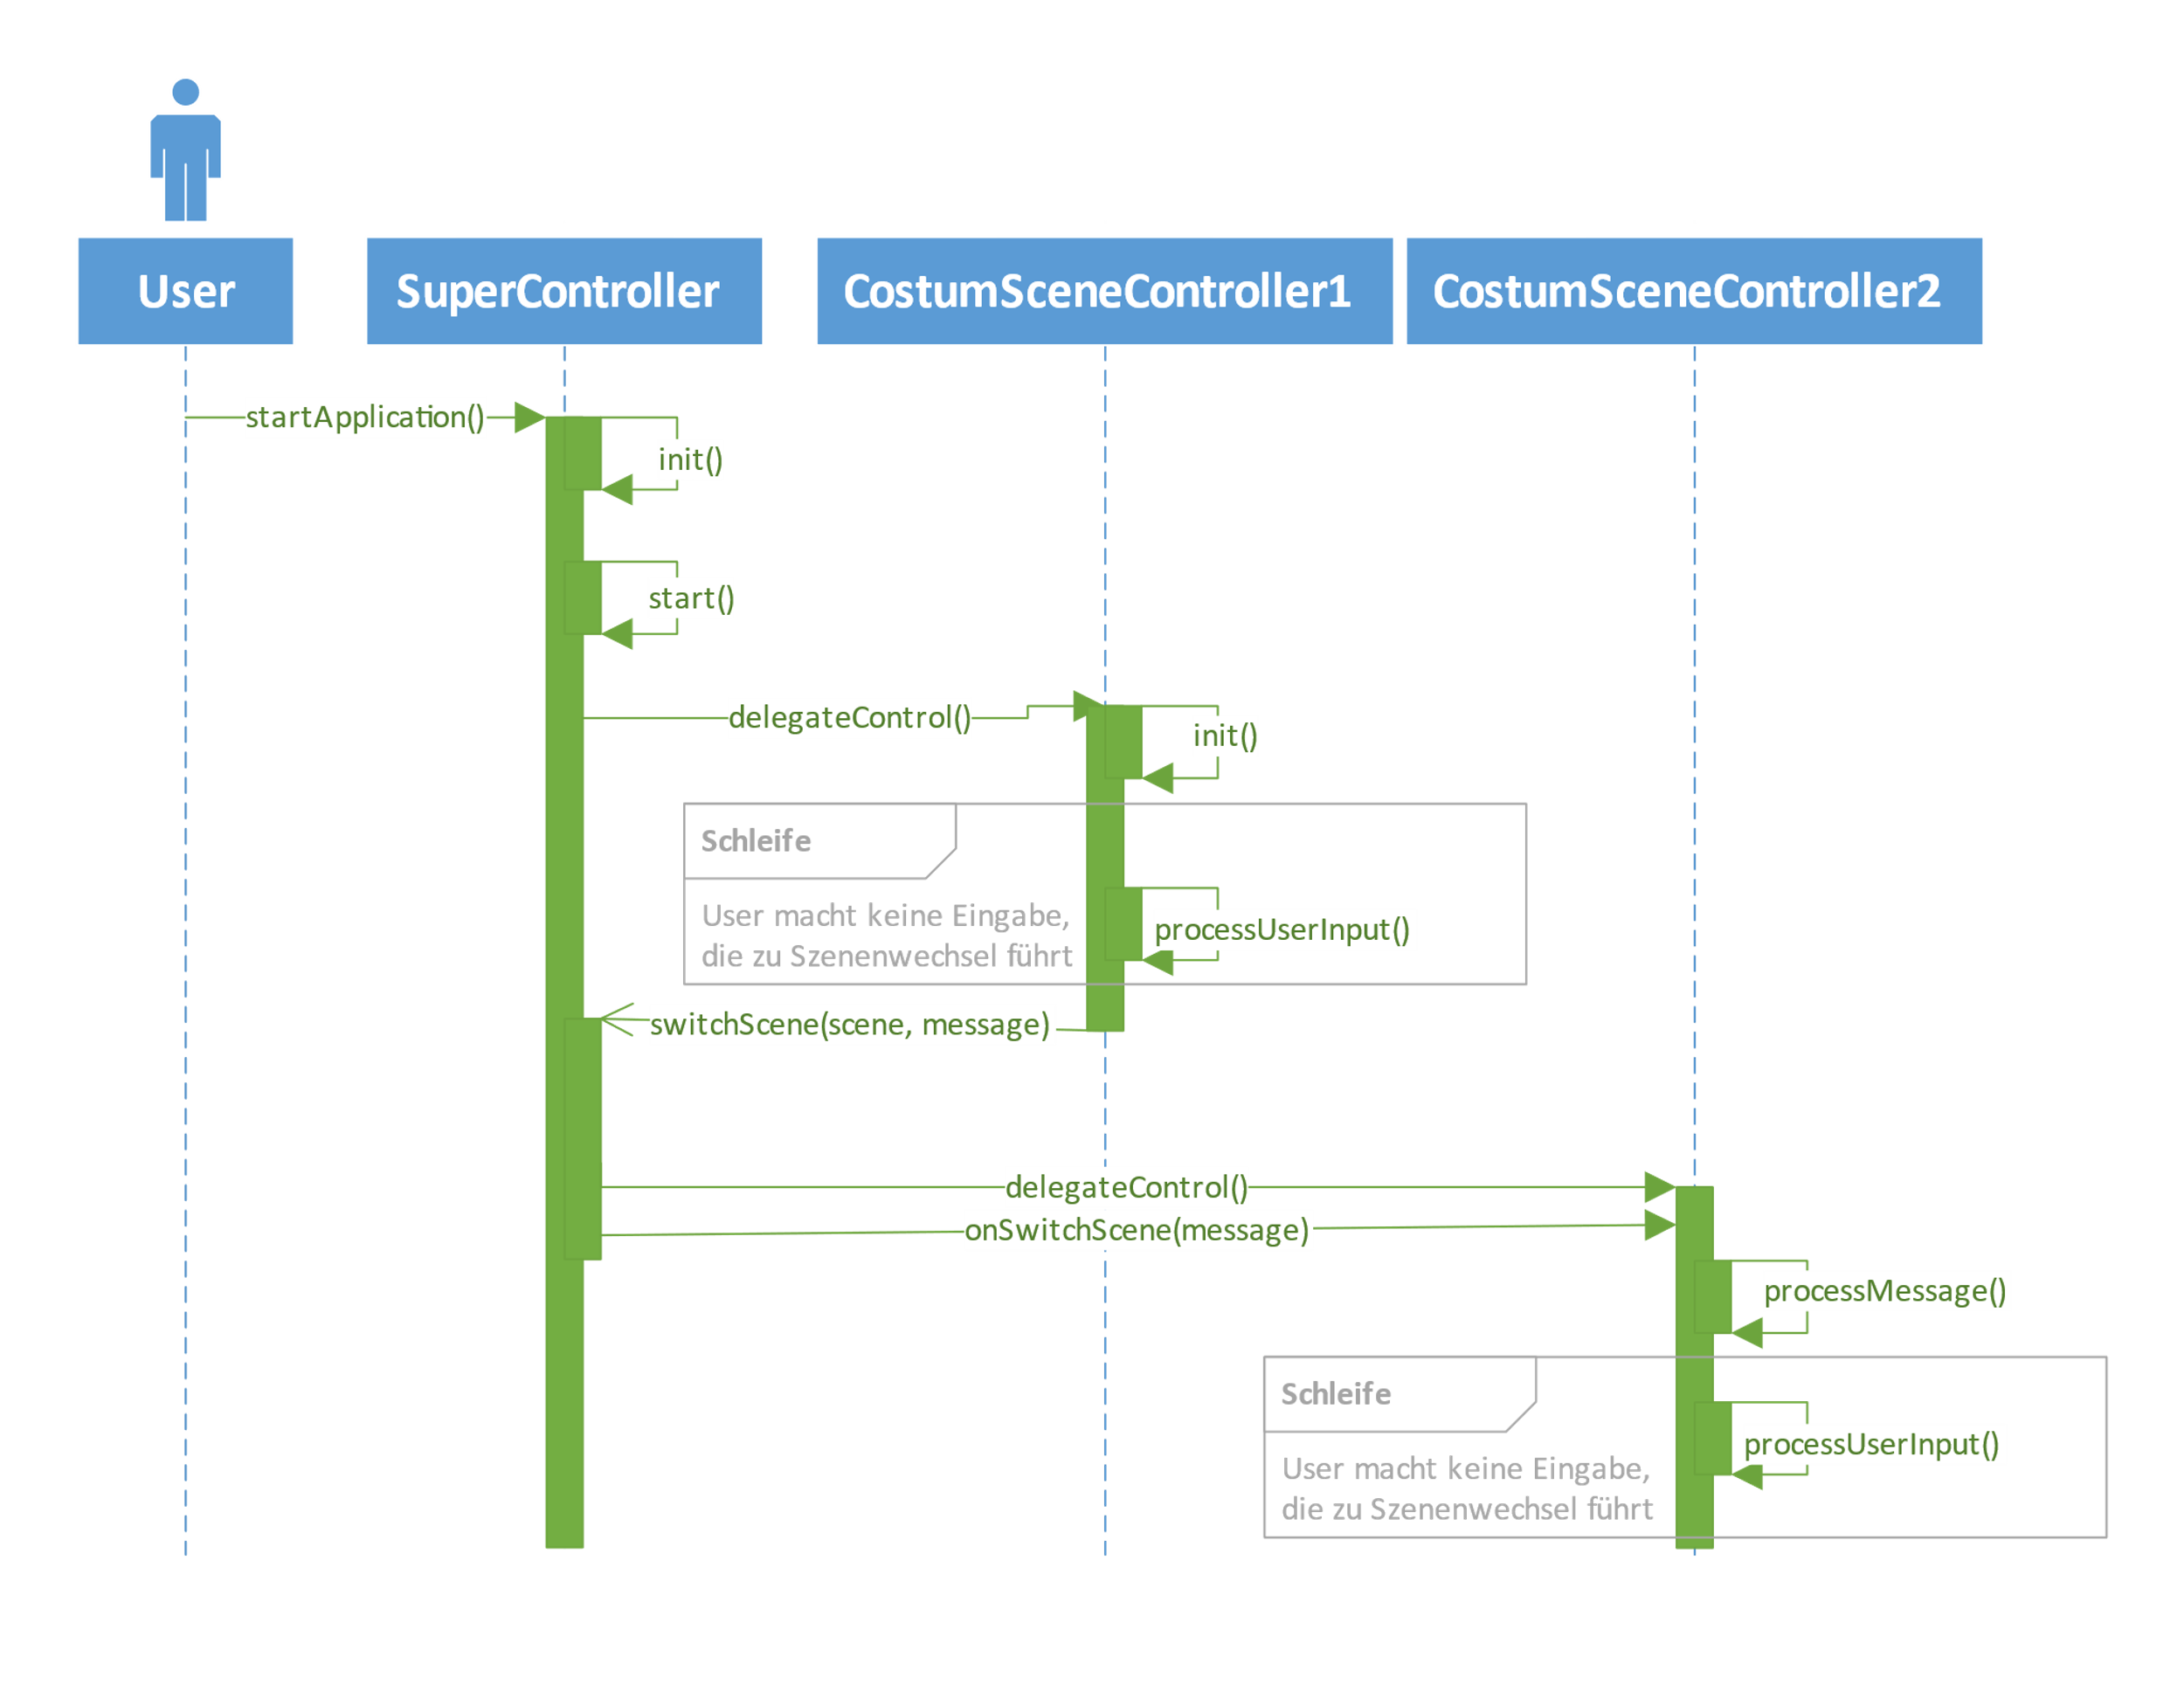 User
SuperController
CostumSceneController1
CostumSceneController2
startApplication()
init()
start()
delegateControl()
init()
Schleife
User macht keine Eingabe,
die zu Szenenwechsel führt
processUserInput()
switchScene(scene, message)
delegateControl()
onSwitchScene(message)
processMessage()
Schleife
User macht keine Eingabe,
die zu Szenenwechsel führt
processUserInput()